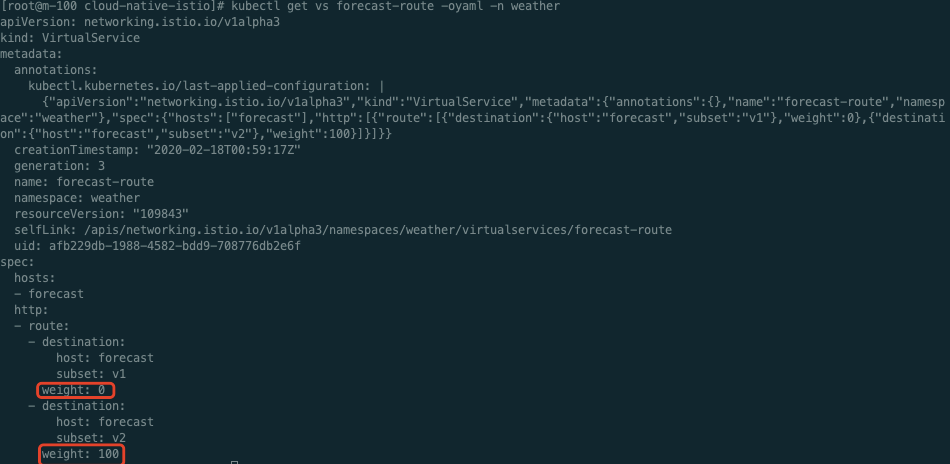 [root@m-100 cloud-native-istio]# kubectl get vs forecast-route -oyaml -n weather
apiVersion: networking.istio.io/v1alpha3
kind: VirtualService
metadata:
  annotations:
    kubectl.kubernetes.io/last-applied-configuration: |
      {"apiVersion":"networking.istio.io/v1alpha3","kind":"VirtualService","metadata":{"annotations":{},"name":"forecast-route","namesp
ace":"weather"},"spec":{"hosts":["forecast"],"http":[{"route":[{"destination":{"host":"forecast","subset":"v1"},"weight":0},{"destinati
on":{"host":"forecast","subset":"v2"},"weight":100}]}]}}
  creationTimestamp: "2020-02-18T00:59:17Z"
  generation: 3
  name: forecast-route
  namespace: weather
  resourceVersion: "109843"
  selfLink: /apis/networking.istio.io/v1alpha3/namespaces/weather/virtualservices/forecast-route
  uid: afb229db-1988-4582-bdd9-708776db2e6f
spec:
  hosts:
  - forecast
  http:
  - route:
    - destination:
        host: forecast
        subset: v1
      weight: 0
    - destination:
        host: forecast
        subset: v2
      weight: 100